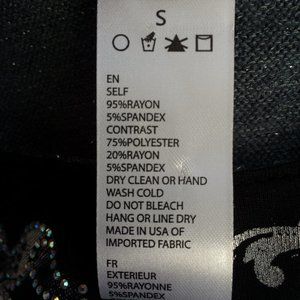 S
EN
SELF
95%RAYON
5%SPANDEX
CONTRAST
75%POLYESTER
20%RAYON
5%SPANDEX
DRY CLEAN OR HAND
WASH COLD
DO NOT BLEACH
HANG OR LINE DRY
MADE IN USA OF
IMPORTED FABRIC
FR
EXTERIEUR
95%RAYONNE
5%SPANDEX